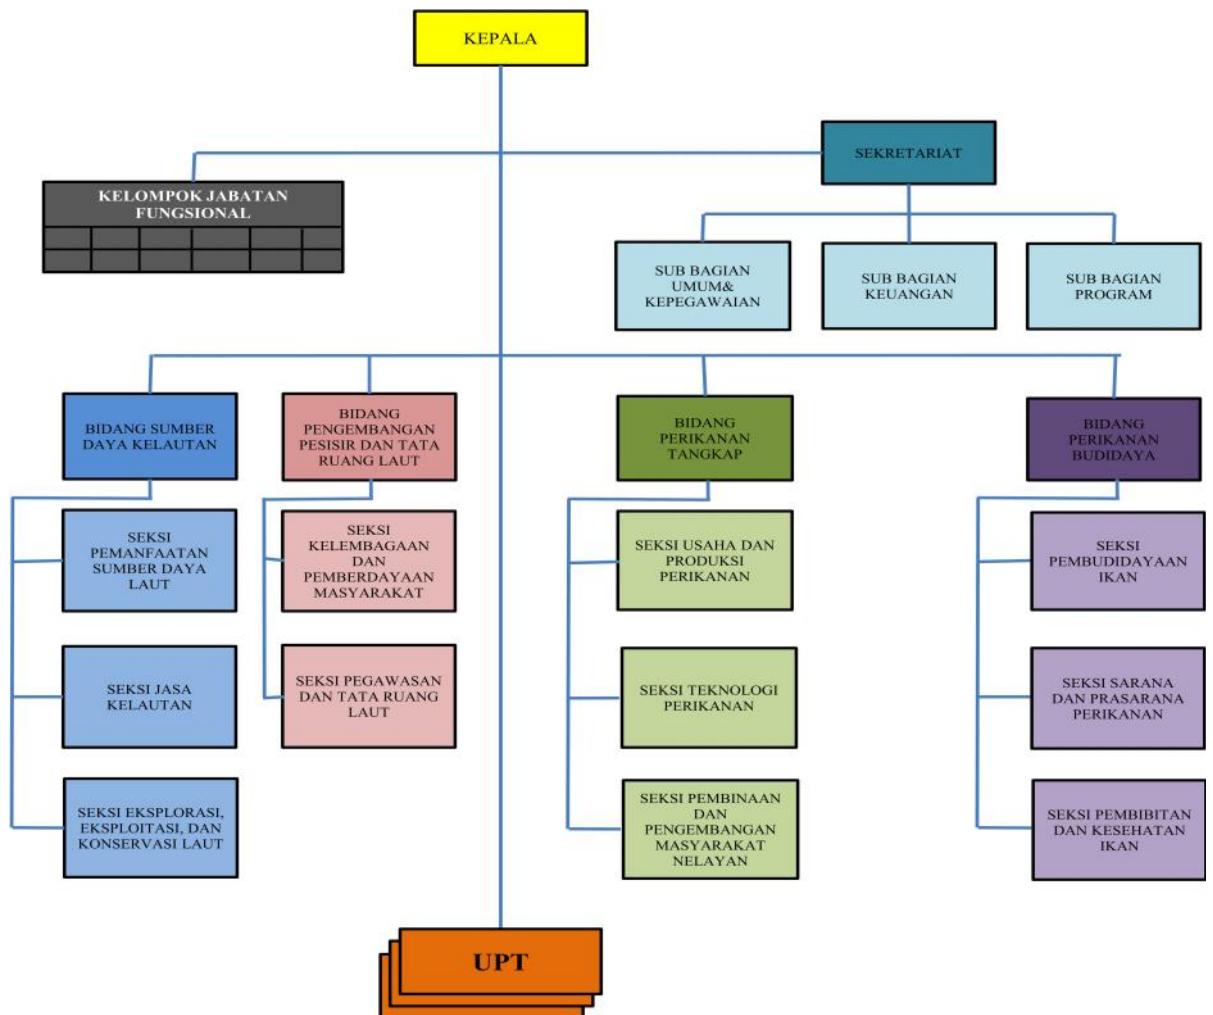 KEPALA
SEKRETARIAT
KELOMPOK JABATAN
FUNGSIONAL
SUB BAGIAN
UMUM&
KEPEGAWAIAN
SUB BAGIAN
KEUANGAN
SUB BAGIAN
PROGRAM
BIDANG SUMBER
DAYA KELAUTAN
BIDANG
PENGEMBANGAN
PESISIR DAN TATA
RUANG LAUT
BIDANG
PERIKANAN
TANGKAP
BIDANG
PERIKANAN
BUDIDAYA
SEKSI
PEMANFAATAN
SUMBER DAYA
LAUT
SEKSI
KELEMBAGAAN
DAN
PEMBERDAYAAN
MASYARAKAT
SEKSI USAHA DAN
PRODUKSI
PERIKANAN
SEKSI
PEMBUDIDAYAAN
IKAN
SEKSI JASA
KELAUTAN
SEKSI PEGAWASAN
DAN TATA RUANG
LAUT
SEKSI TEKNOLOGI
PERIKANAN
SEKSI SARANA
DAN PRASARANA
PERIKANAN
SEKSI EKSPLORASI,
EKSPLOITASI, DAN
KONSERVASI LAUT
SEKSI PEMBINAAN
DAN
PENGEMBANGAN
MASYARAKAT
NELAYAN
SEKSI PEMBIBITAN
DAN KESEHATAN
IKAN
UPT